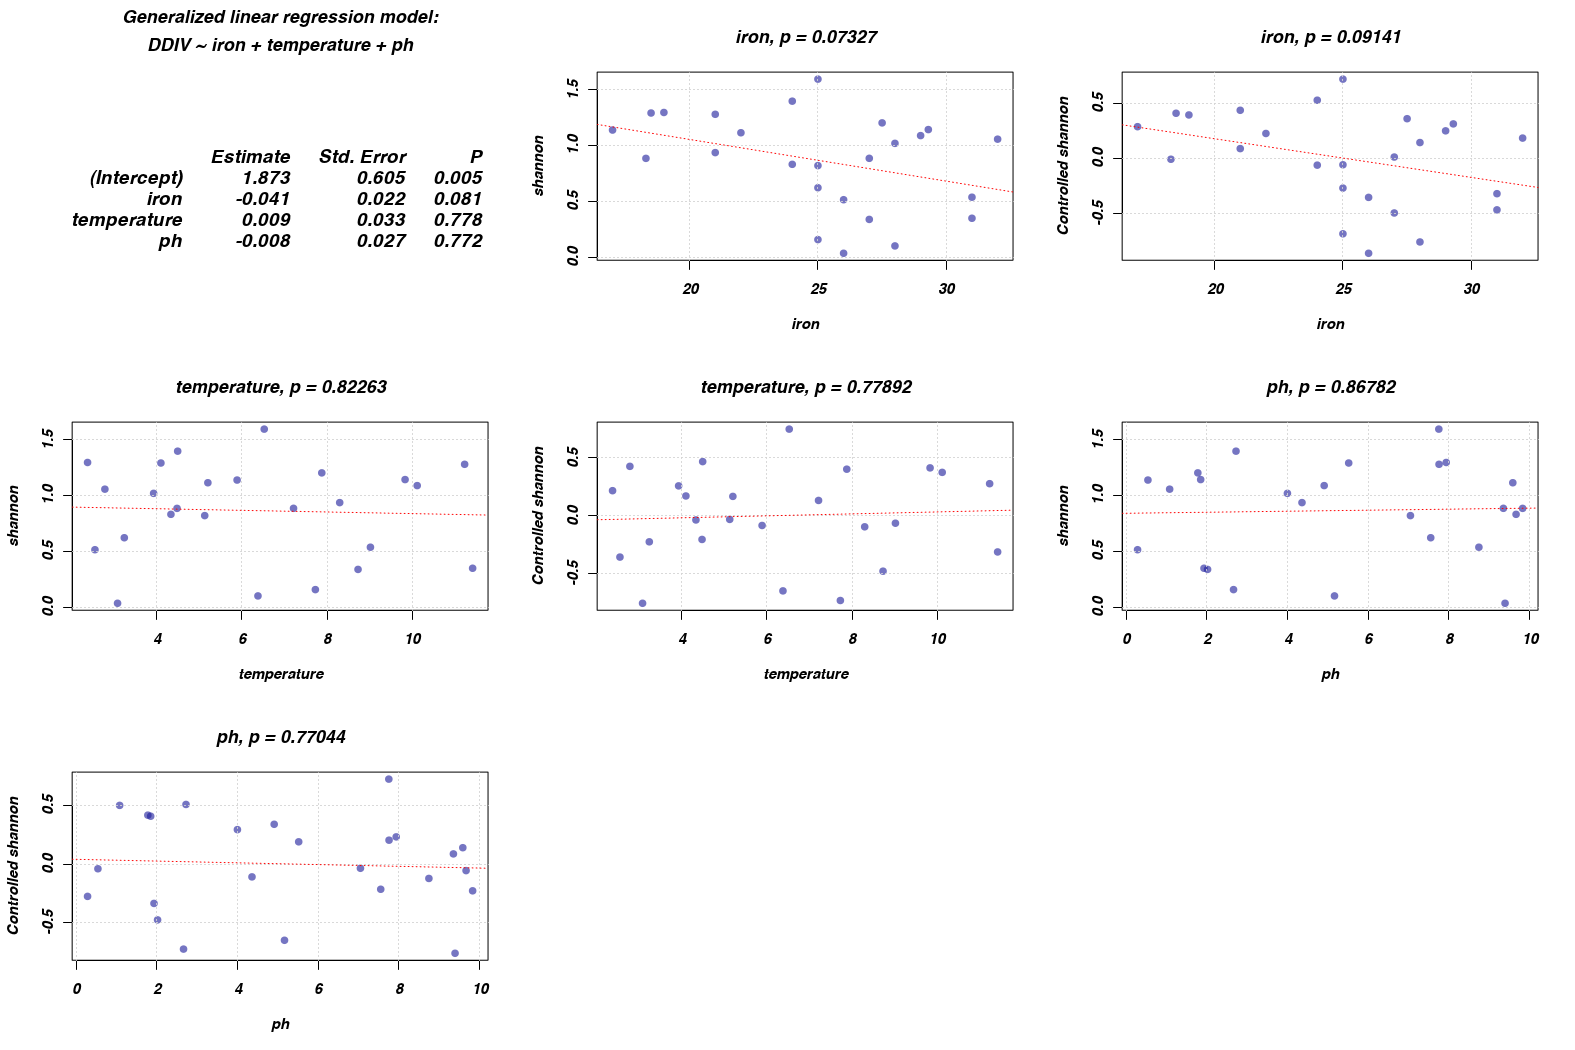 Generalized linear regression model:
DDIV ~ iron + temperature + ph
Estimate Std. Error P
(Intercept) 1.873 0.605 0.005
iron -0.041 0.022 0.081
temperature 0.009 0.033 0.778
ph -0.008 0.027 0.772
iron, p = 0.07327
shannon
0.0 0.5 1.0 1.5
20 25 30
iron
iron, p = 0.09141
Controlled shannon
-0.5 0.0 0.5
20 25 30
iron
temperature, p = 0.82263
shannon
0.0 0.5 1.0 1.5
4 6 8 10
temperature
temperature, p = 0.77892
Controlled shannon
-0.5 0.0 0.5
4 6 8 10
temperature
ph, p = 0.86782
shannon
0.0 0.5 1.0 1.5
0 2 4 6 8 10
ph
ph, p = 0.77044
Controlled shannon
-0.5 0.0 0.5
0 2 4 6 8 10
ph